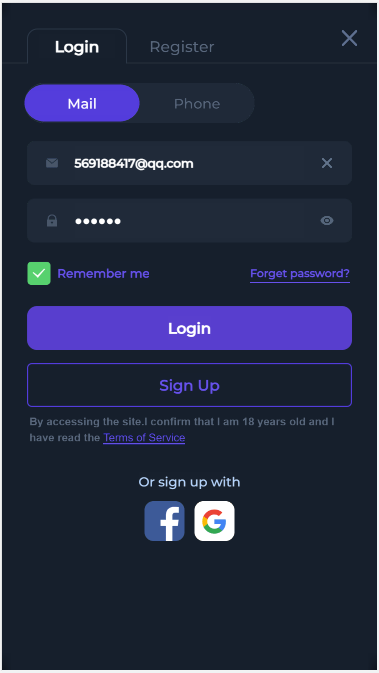 Login
Register
Mail
Phone
569188417@qq.com
••••••
Remember me
Forget password?
Login
Sign Up
By accessing the site.I confirm that I am 18 years old and I
have read the Terms of Service
Or sign up with